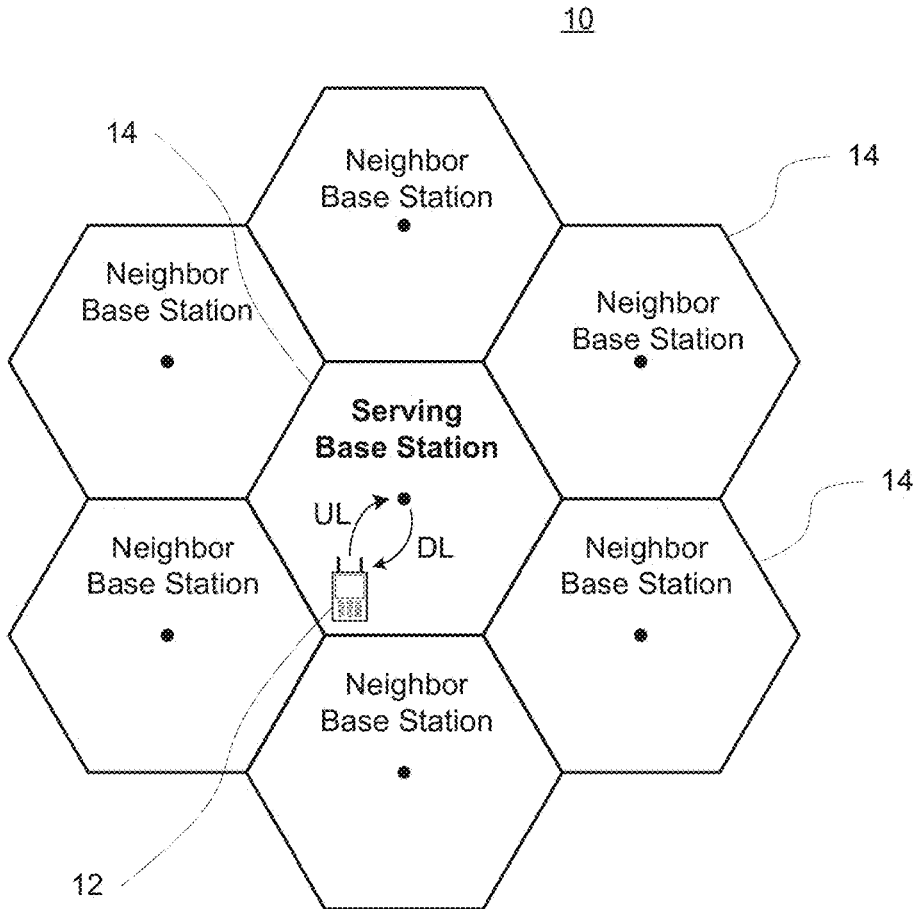 10
14
14
Neighbor
Base Station
Neighbor
Base Station
Neighbor
Base Station
Serving
Base Station
14
UL
DL
Neighbor
Base Station
Neighbor
Base Station
Neighbor
Base Station
12